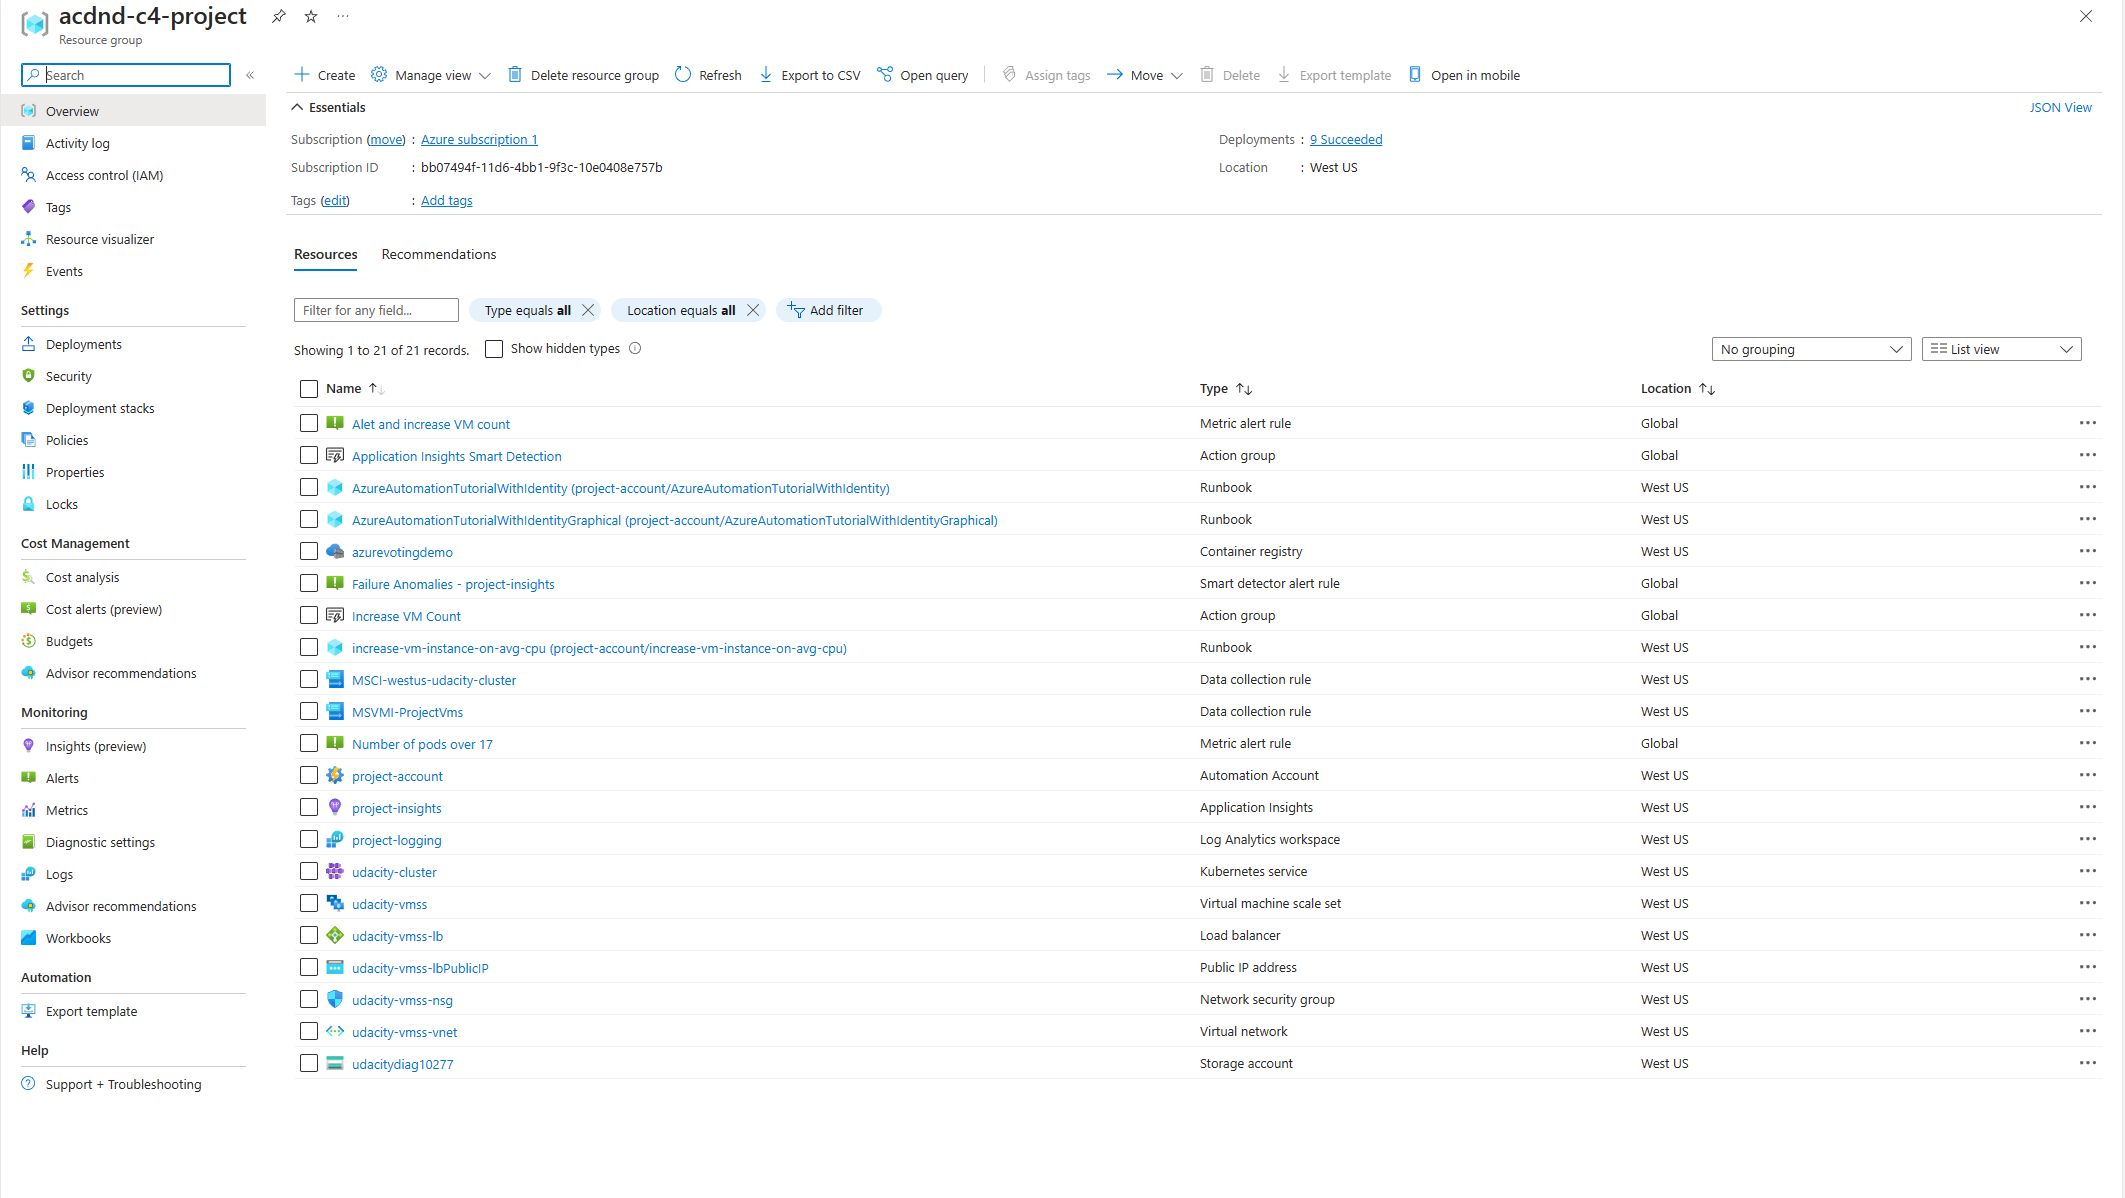 acdnd-c4-project
Resource group
Search
Create Manage view Delete resource group Refresh Export to CSV Open query Assign tags Move Delete Export template Open in mobile
Overview
Activity log
Access control (IAM)
Tags
Resource visualizer
Events
Settings
Deployments
Security
Deployment stacks
Policies
Properties
Locks
Cost Management
Cost analysis
Cost alerts (preview)
Budgets
Advisor recommendations
Monitoring
Insights (preview)
Alerts
Metrics
Diagnostic settings
Logs
Advisor recommendations
Workbooks
Automation
Export template
Help
Support + Troubleshooting
Essentials JSON View
Subscription (move) : Azure subscription 1 Deployments : 9 Succeeded
Subscription ID : bb07494f-11d6-4bb1-9f3c-10e0408e757b Location : West US
Tags (edit) : Add tags
Resources Recommendations
Filter for any field... Type equals all Location equals all Add filter
Showing 1 to 21 of 21 records. Show hidden types No grouping List view
Name Type Location
Alet and increase VM count Metric alert rule Global
Application Insights Smart Detection Action group Global
AzureAutomationTutorialWithIdentity (project-account/AzureAutomationTutorialWithIdentity) Runbook West US
AzureAutomationTutorialWithIdentityGraphical (project-account/AzureAutomationTutorialWithIdentityGraphical) Runbook West US
azurevotingdemo Container registry West US
Failure Anomalies - project-insights Smart detector alert rule Global
Increase VM Count Action group Global
increase-vm-instance-on-avg-cpu (project-account/increase-vm-instance-on-avg-cpu) Runbook West US
MSCI-westus-udacity-cluster Data collection rule West US
MSVMI-ProjectVms Data collection rule West US
Number of pods over 17 Metric alert rule Global
project-account Automation Account West US
project-insights Application Insights West US
project-logging Log Analytics workspace West US
udacity-cluster Kubernetes service West US
udacity-vmss Virtual machine scale set West US
udacity-vmss-lb Load balancer West US
udacity-vmss-lbPublicIP Public IP address West US
udacity-vmss-nsg Network security group West US
udacity-vmss-vnet Virtual network West US
udacitydiag10277 Storage account West US